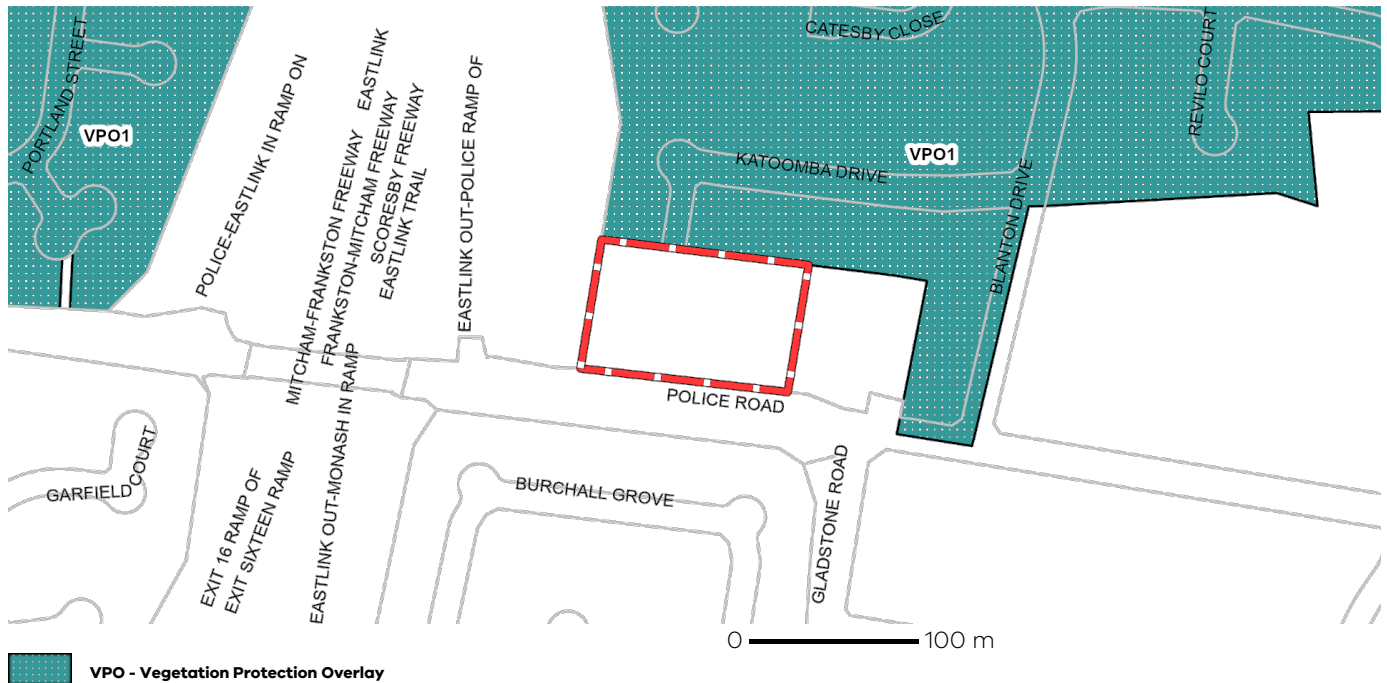 CATESBY CLOSE
PORTLAND STREET
REVILO COURT
VPO1
VPO1
KATOOMBA DRIVE
BLANTON DRIVE
POLICE-EASTLINK IN RAMP ON
MITCHAM-FRANKSTON FREEWAY EASTLINK
FRANKSTON-MITCHAM FREEWAY
SCORESBY FREEWAY
EASTLINK TRAIL
EASTLINK OUT-POLICE RAMP OF
POLICE ROAD
GARFIELD COURT
EXIT 16 RAMP OF
EXIT SIXTEEN RAMP
EASTLINK OUT-MONASH IN RAMP
BURCHALL GROVE
GLADSTONE ROAD
0 100 m
VPO - Vegetation Protection Overlay